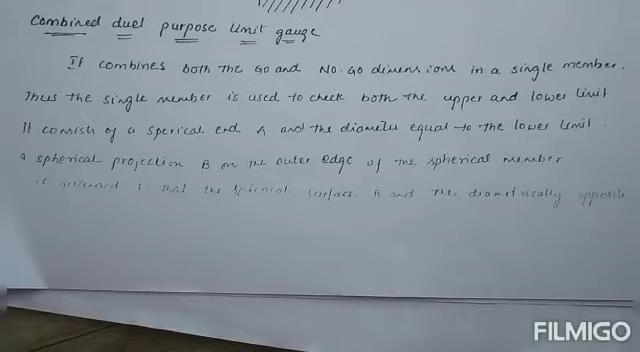 Combined duel purpose limit gauge
It combines both the Go and No-Go dimensions in a single member.
Thus the single member is used to check both the upper and lower limit
It consists of a sperical end A and the diameter equal to the lower limit.
a spherical projection B on the outer edge of the spherical member
is arranged that the spherical surface B and the diametrically opposite
FILMIGO